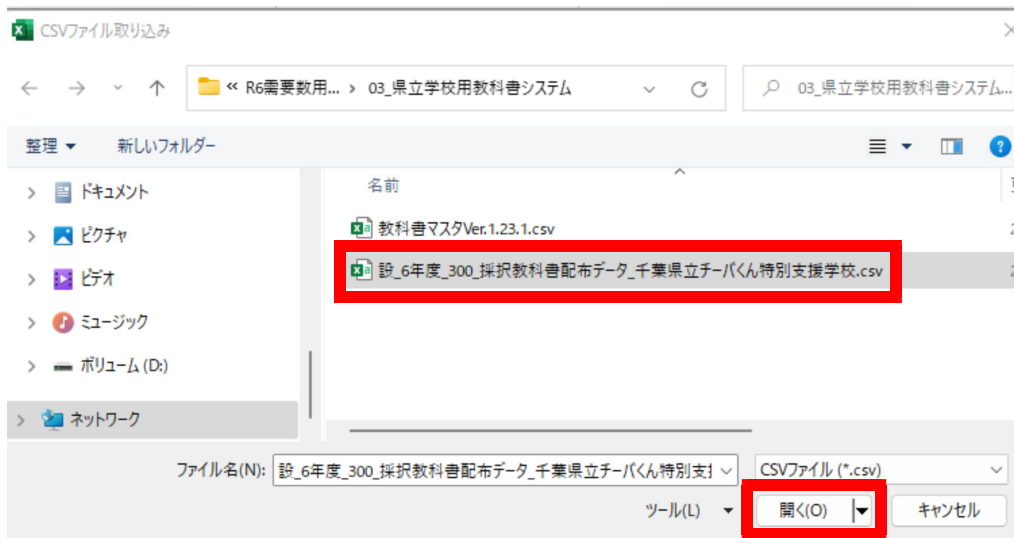 CSVファイル取り込み
« R6需要数用... › 03_県立学校用教科書システム
03_県立学校用教科書システム...
整理
新しいフォルダー
名前
ドキュメント
ピクチャ
ビデオ
ミュージック
ボリューム (D:)
ネットワーク
教科書マスタVer.1.23.1.csv
設_6年度_300_採択教科書配布データ_千葉県立チーバくん特別支援学校.csv
ファイル名(N):
設_6年度_300_採択教科書配布データ_千葉県立チーバくん特別支
CSVファイル (*.csv)
ツール(L)
開く(O)
キャンセル